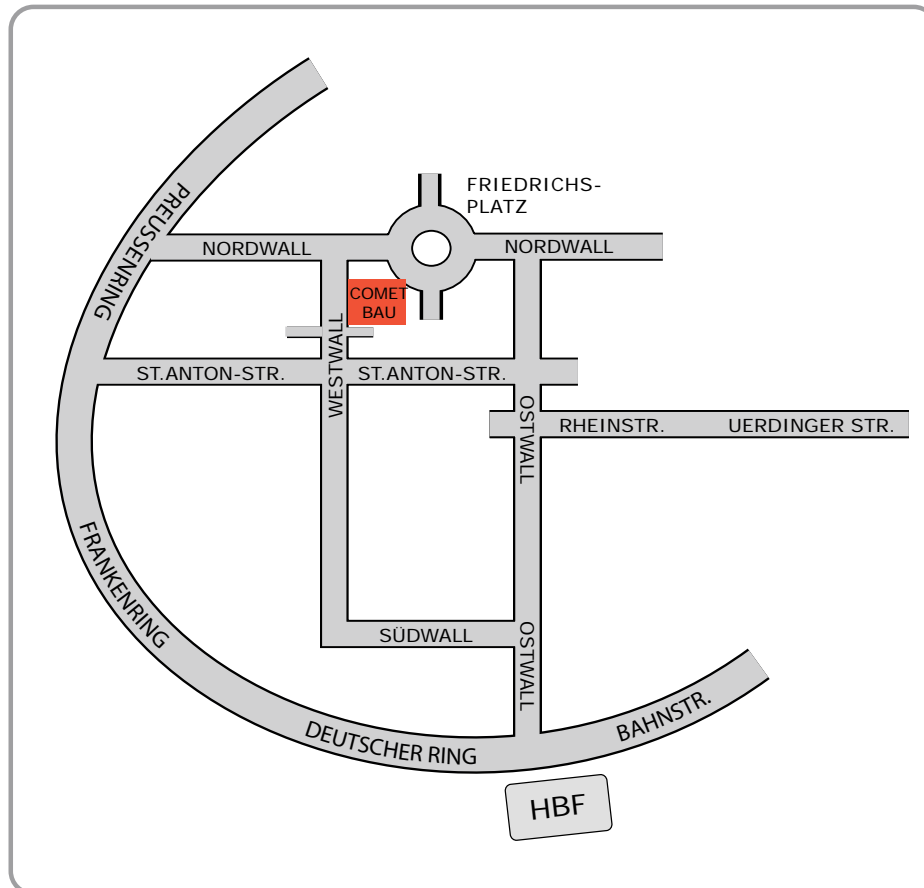 FRIEDRICHS-
PLATZ
PREUSSENRING
NORDWALL
NORDWALL
COMET
BAU
WESTWALL
ST.ANTON-STR.
ST.ANTON-STR.
OSTWALL
RHEINSTR.
UERDINGER STR.
FRANKENRING
SÜDWALL
OSTWALL
DEUTSCHER RING
BAHNSTR.
HBF